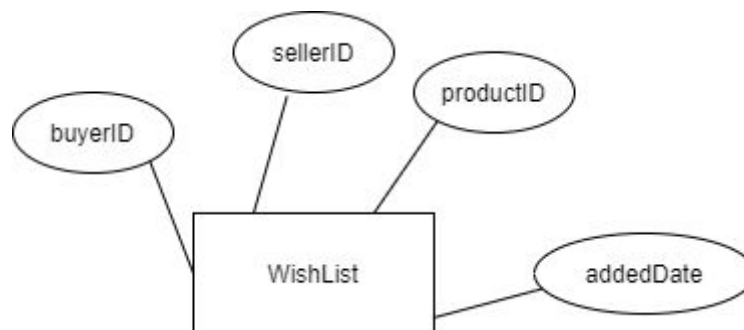 sellerID
productID
buyerID
WishList
addedDate